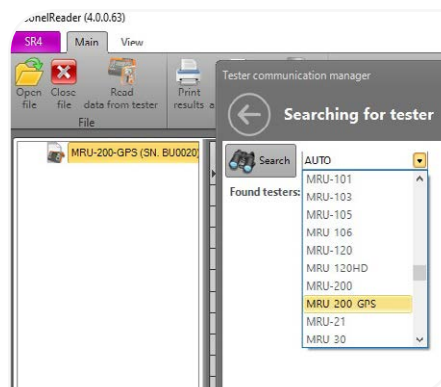 onelReader (4.0.0.63)
SR4 Main View
Open file
Close file
Read data from tester
Print results
File
Tester communication manager
Searching for tester
MRU-200-GPS (SN. BU0020)
Search AUTO
Found testers:
MRU-101
MRU-103
MRU-105
MRU 106
MRU-120
MRU 120HD
MRU-200
MRU 200 GPS
MRU-21
MRU 30